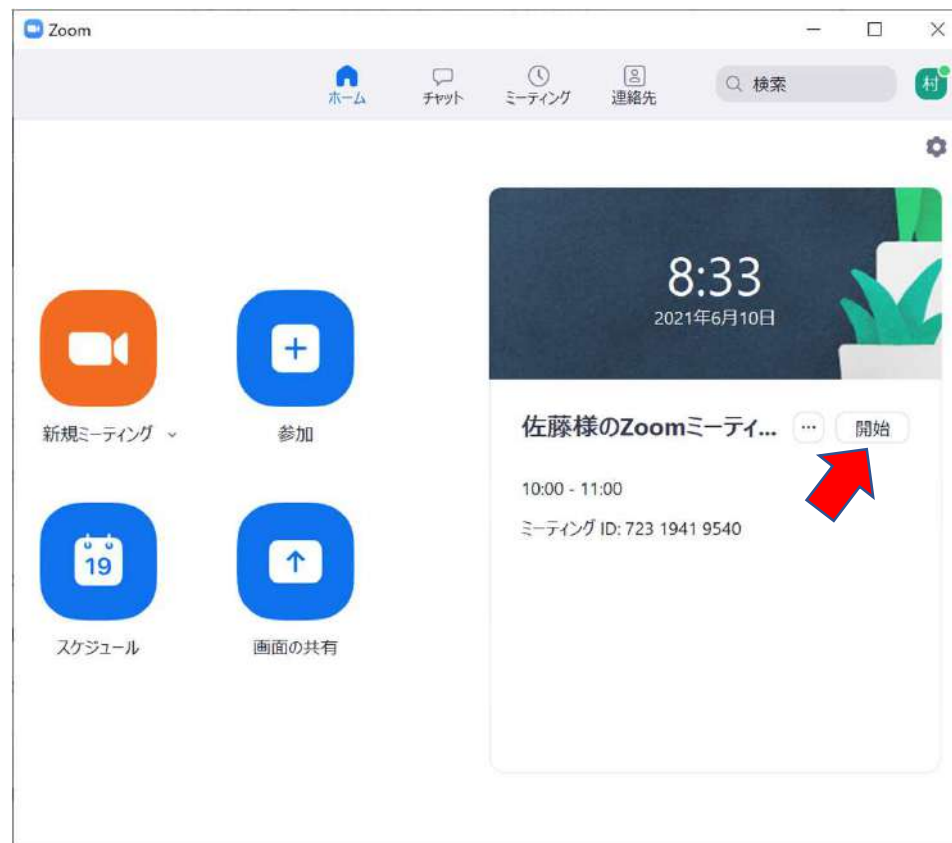 Zoom
ホーム
チャット
ミーティング
連絡先
検索
村
8:33
2021年6月10日
新規ミーティング
参加
佐藤様のZoomミーティ...
...
開始
10:00 - 11:00
ミーティング ID: 723 1941 9540
19
スケジュール
画面の共有